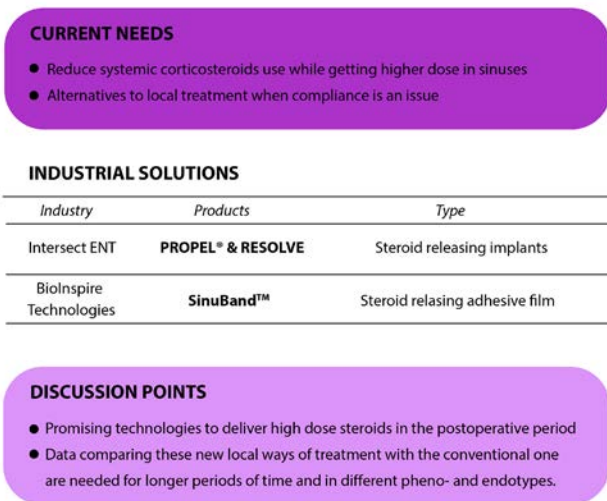 CURRENT NEEDS
● Reduce systemic corticosteroids use while getting higher dose in sinuses
● Alternatives to local treatment when compliance is an issue
INDUSTRIAL SOLUTIONS
Industry Products Type
Intersect ENT PROPEL® & RESOLVE Steroid releasing implants
BioInspire
Technologies SinuBand™ Steroid relasing adhesive film
DISCUSSION POINTS
● Promising technologies to deliver high dose steroids in the postoperative period
● Data comparing these new local ways of treatment with the conventional one
are needed for longer periods of time and in different pheno- and endotypes.